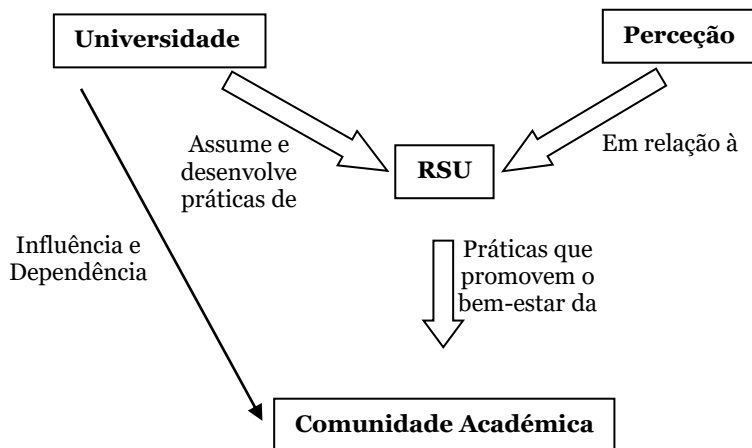 Universidade
Perceção
Assume e
desenvolve
práticas de
RSU
Em relação à
Influência e
Dependência
Práticas que
promovem o
bem-estar da
Comunidade Académica